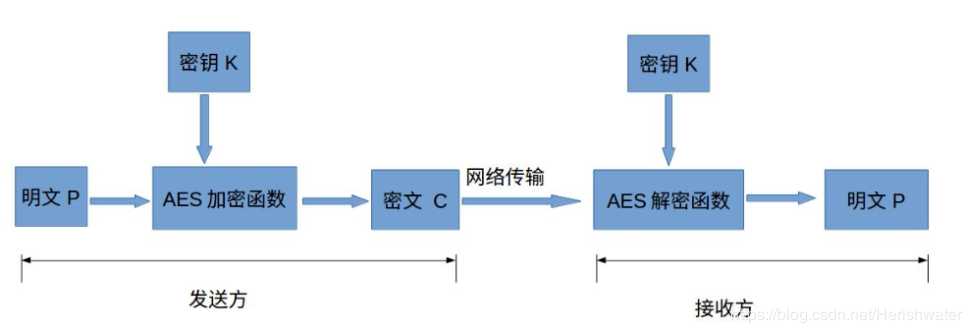 密钥 K
密钥 K
明文 P
AES 加密函数
密文 C
网络传输
AES 解密函数
明文 P
发送方
接收方
https://blog.csdn.net/Herishwater